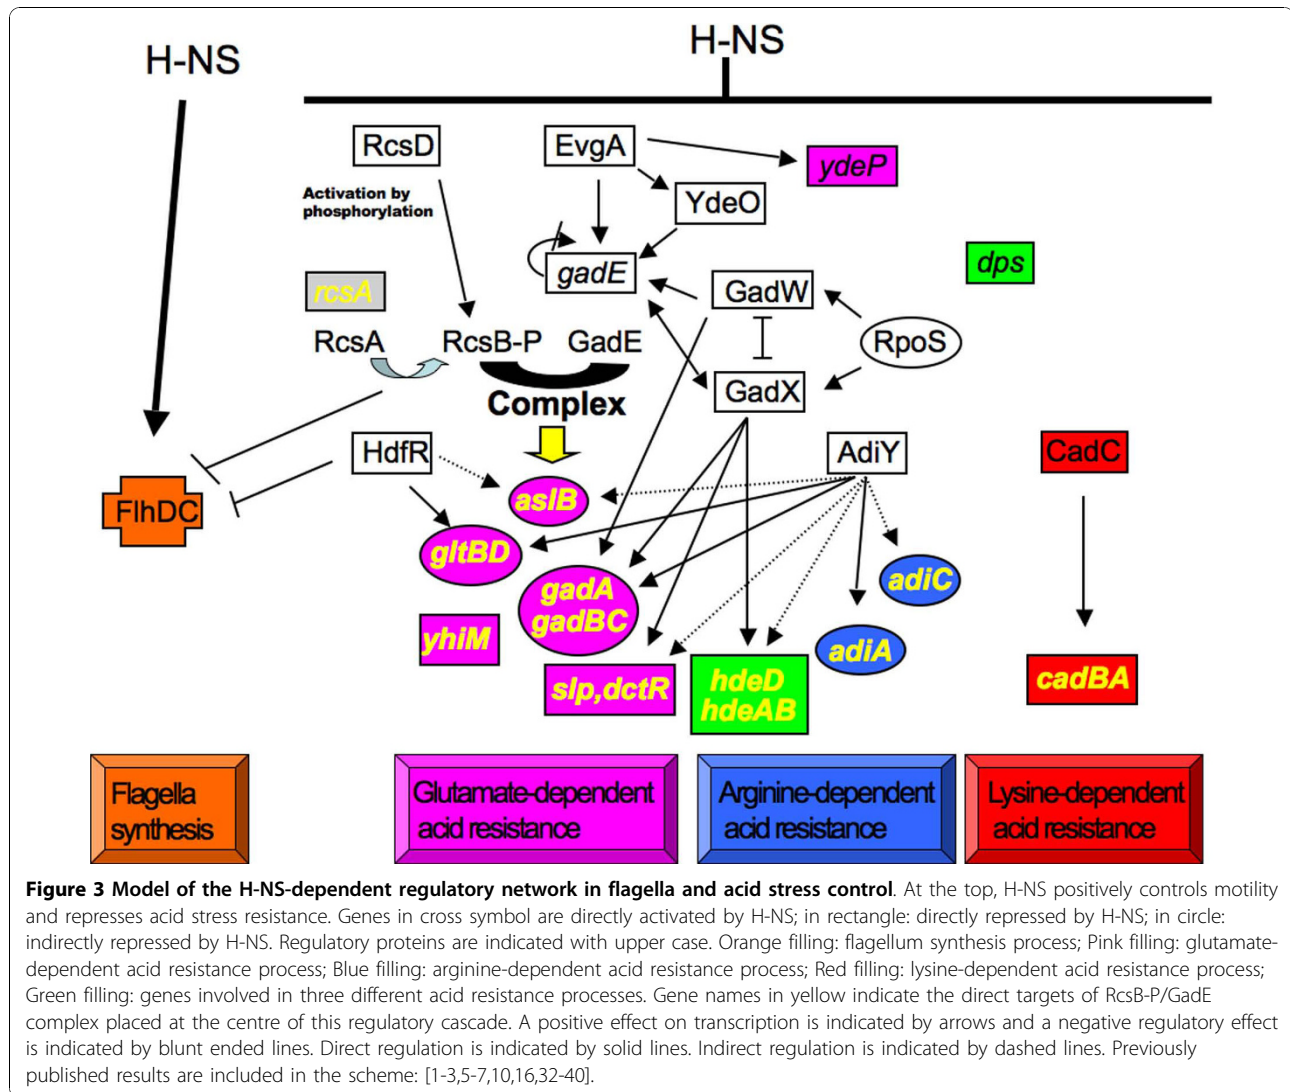 H-NS
H-NS
RcsD
EvgA
ydeP
Activation by
phosphorylation
YdeO
dps
gadE
rcsA
GadW
RpoS
RcsA
RcsB-P
GadE
GadX
Complex
HdfR
AdiY
CadC
FlhDC
aslB
gltBD
adiC
gadA
gadBC
yhiM
adiA
slp,dctR
hdeD
hdeAB
cadBA
Flagella
synthesis
Glutamate-dependent
acid resistance
Arginine-dependent
acid resistance
Lysine-dependent
acid resistance
Figure 3 Model of the H-NS-dependent regulatory network in flagella and acid stress control. At the top, H-NS positively controls motility
and represses acid stress resistance. Genes in cross symbol are directly activated by H-NS; in rectangle: directly repressed by H-NS; in circle:
indirectly repressed by H-NS. Regulatory proteins are indicated with upper case. Orange filling: flagellum synthesis process; Pink filling: glutamate-
dependent acid resistance process; Blue filling: arginine-dependent acid resistance process; Red filling: lysine-dependent acid resistance process;
Green filling: genes involved in three different acid resistance processes. Gene names in yellow indicate the direct targets of RcsB-P/GadE
complex placed at the centre of this regulatory cascade. A positive effect on transcription is indicated by arrows and a negative regulatory effect
is indicated by blunt ended lines. Direct regulation is indicated by solid lines. Indirect regulation is indicated by dashed lines. Previously
published results are included in the scheme: [1-3,5-7,10,16,32-40].